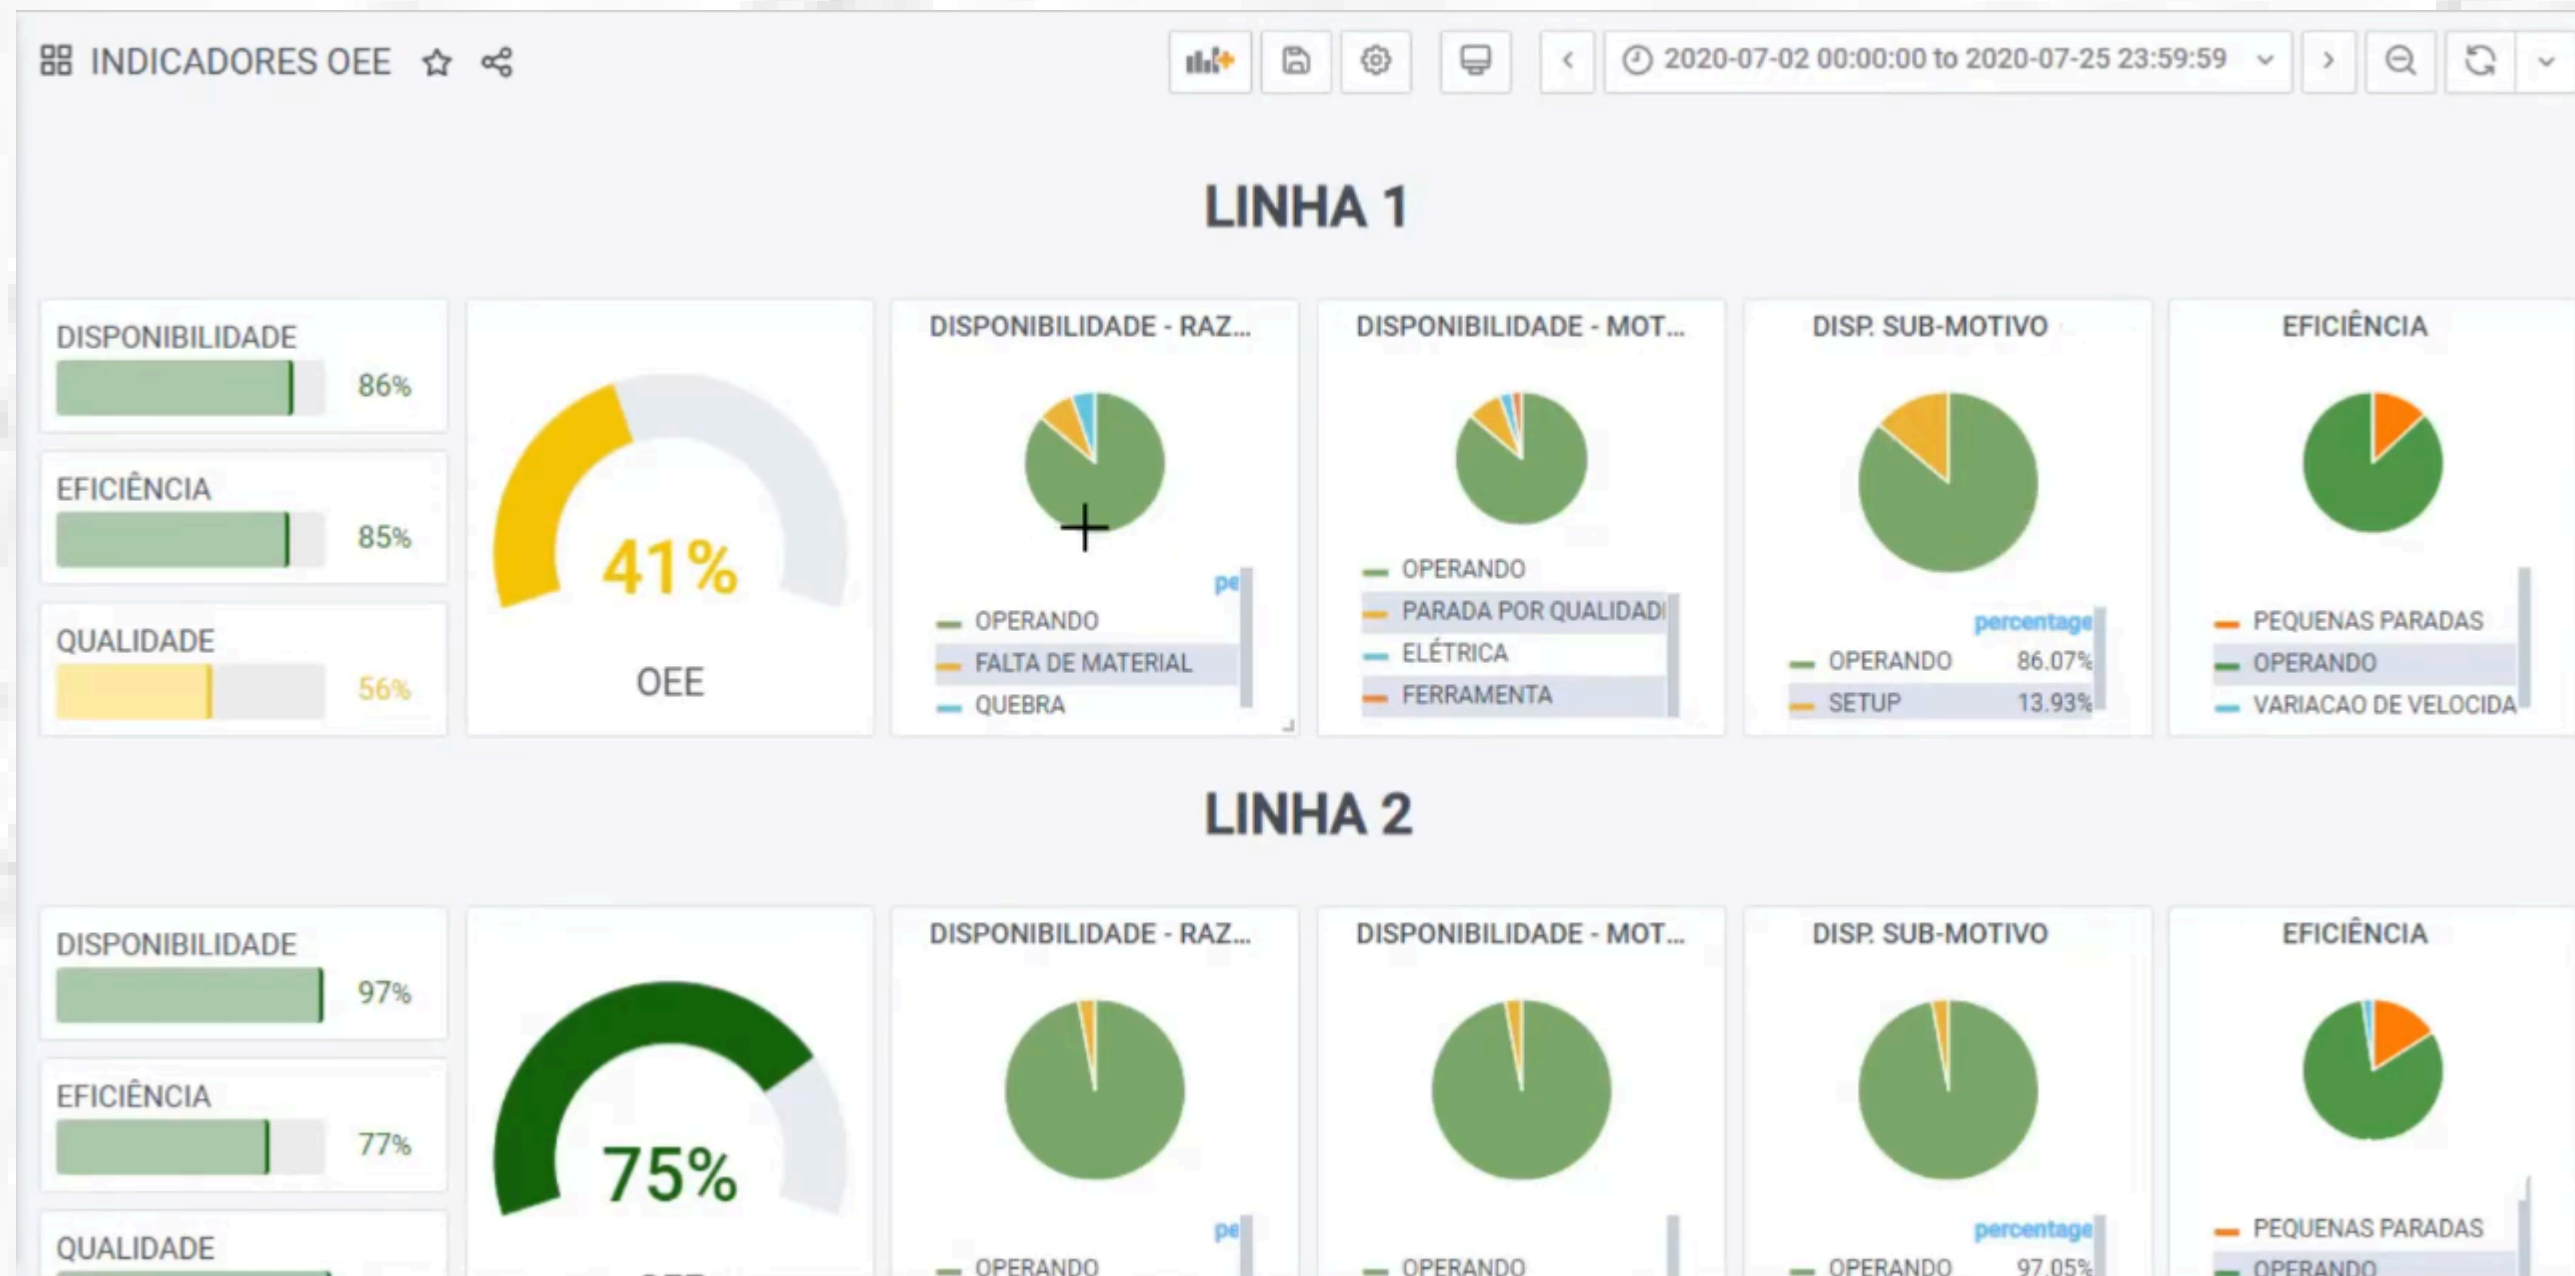 INDICADORES OEE
2020-07-02 00:00:00 to 2020-07-25 23:59:59
LINHA 1
DISPONIBILIDADE
86%
EFICIÊNCIA
85%
QUALIDADE
56%
41%
OEE
DISPONIBILIDADE - RAZ...
pe
OPERANDO
FALTA DE MATERIAL
QUEBRA
DISPONIBILIDADE - MOT...
OPERANDO
PARADA POR QUALIDAD
ELÉTRICA
FERRAMENTA
DISP. SUB-MOTIVO
percentage
OPERANDO 86.07%
SETUP 13.93%
EFICIÊNCIA
PEQUENAS PARADAS
OPERANDO
VARIACAO DE VELOCIDA
LINHA 2
DISPONIBILIDADE
97%
EFICIÊNCIA
77%
QUALIDADE
75%
DISPONIBILIDADE - RAZ...
pe
OPERANDO
DISPONIBILIDADE - MOT...
OPERANDO
DISP. SUB-MOTIVO
percentage
OPERANDO 97.05%
EFICIÊNCIA
PEQUENAS PARADAS
OPERANDO